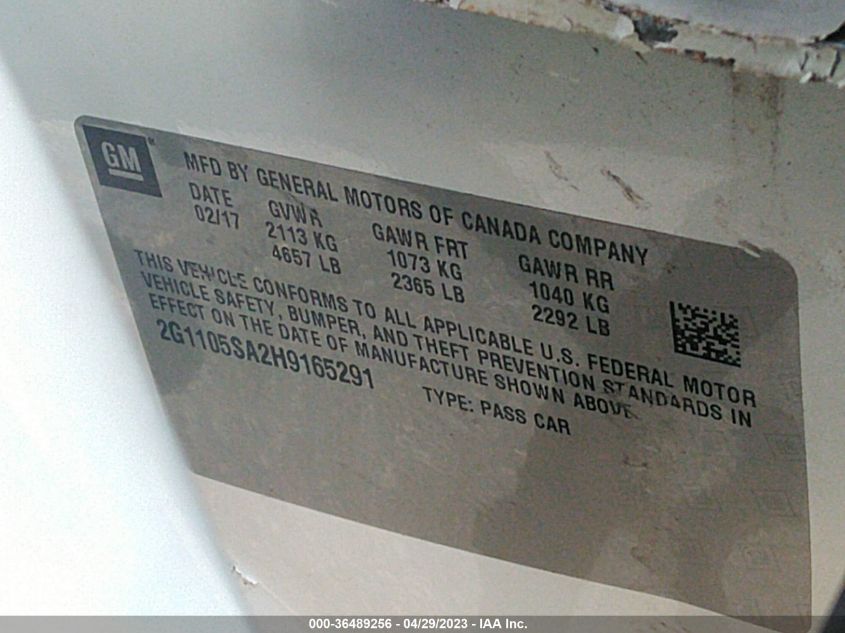 GM
MFD BY GENERAL MOTORS OF CANADA COMPANY
DATE GVWR GAWR FRT GAWR RR
02/17 2113 KG 1073 KG 1040 KG
4657 LB 2365 LB 2292 LB
THIS VEHICLE CONFORMS TO ALL APPLICABLE U.S. FEDERAL MOTOR
VEHICLE SAFETY, BUMPER, AND THEFT PREVENTION STANDARDS IN
EFFECT ON THE DATE OF MANUFACTURE SHOWN ABOVE
2G1105SA2H9165291 TYPE: PASS CAR
000-36489256 - 04/29/2023 - IAA Inc.